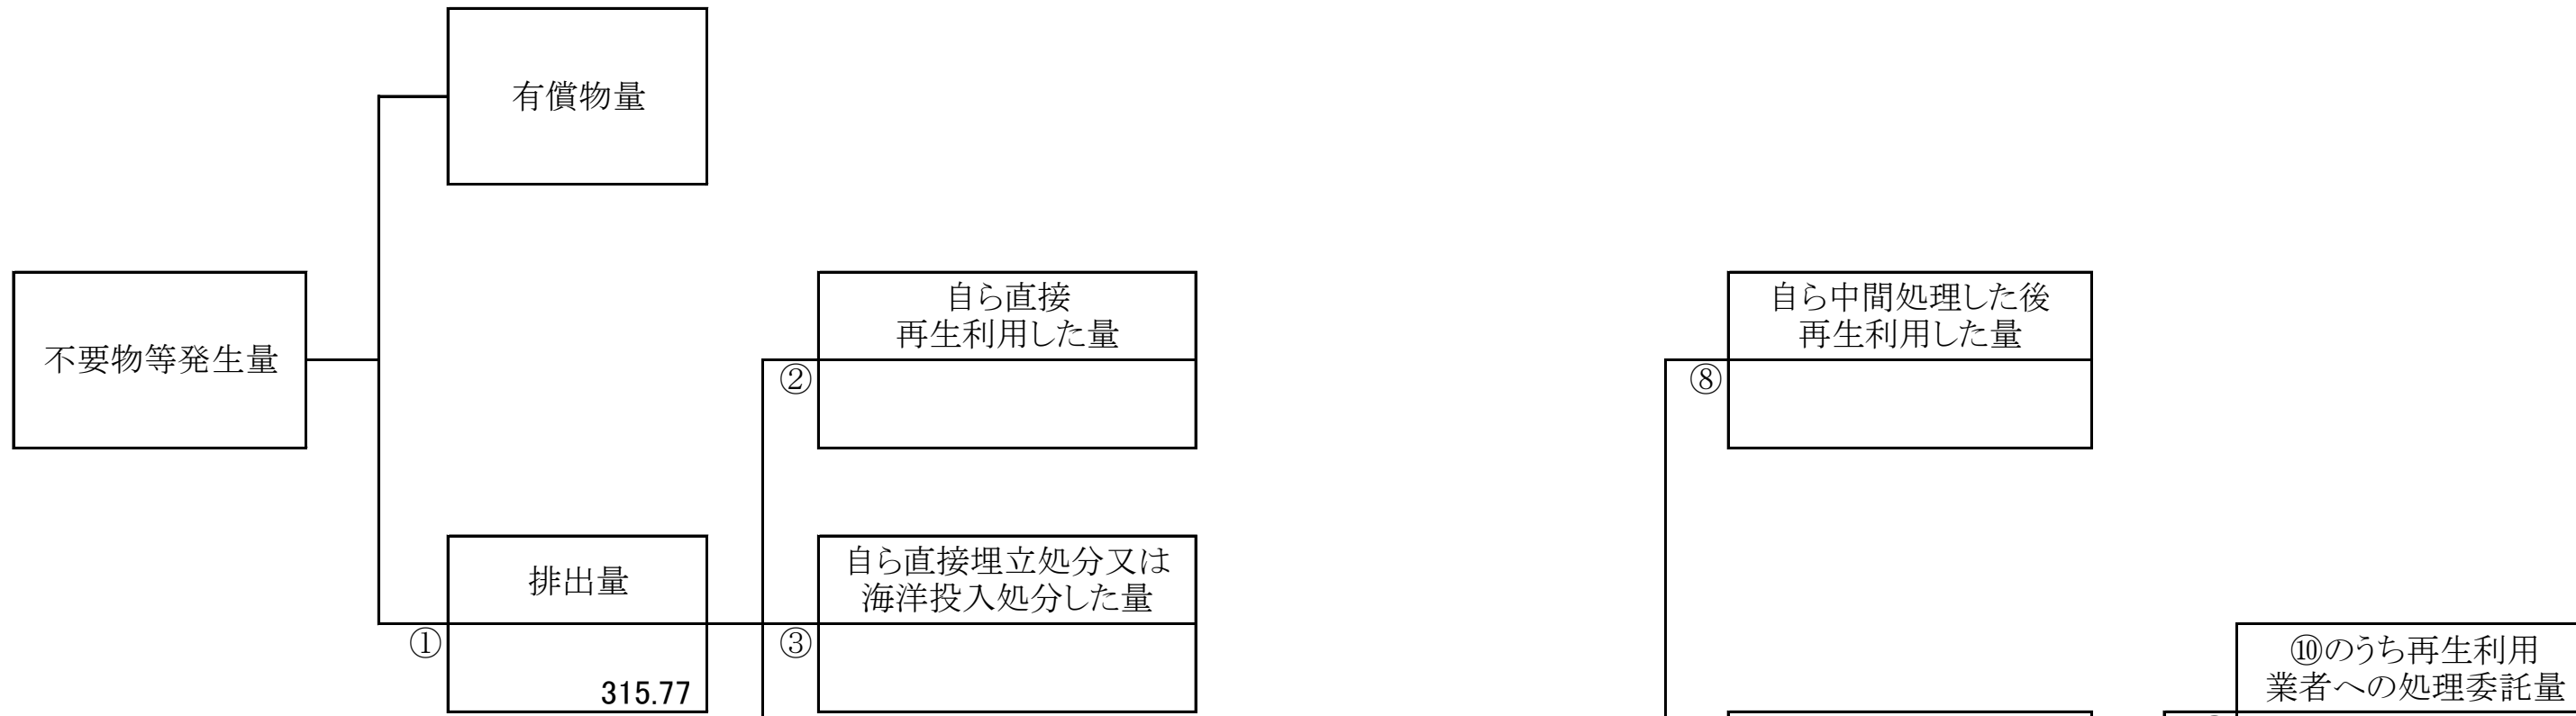 有償物量
不要物等発生量
自ら直接
再生利用した量
②
自ら中間処理した後
再生利用した量
⑧
排出量
①
315.77
自ら直接埋立処分又は
海洋投入処分した量
③
⑩のうち再生利用
業者への処理委託量